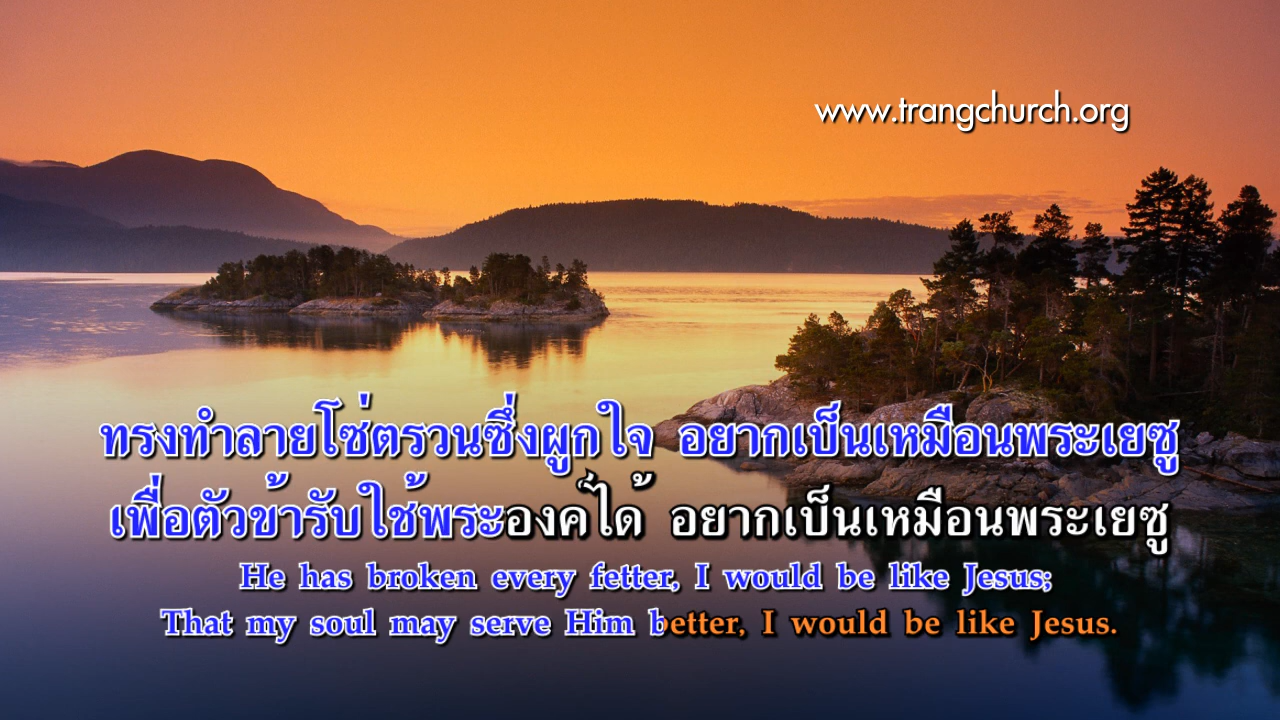 www.trangchurch.org
ทรงทำลายโซ่ตรวนซึ่งผูกใจ อยากเป็นเหมือนพระเยซู
เพื่อตัวข้ารับใช้พระองค์ได้ อยากเป็นเหมือนพระเยซู
He has broken every fetter, I would be like Jesus;
That my soul may serve Him better, I would be like Jesus.